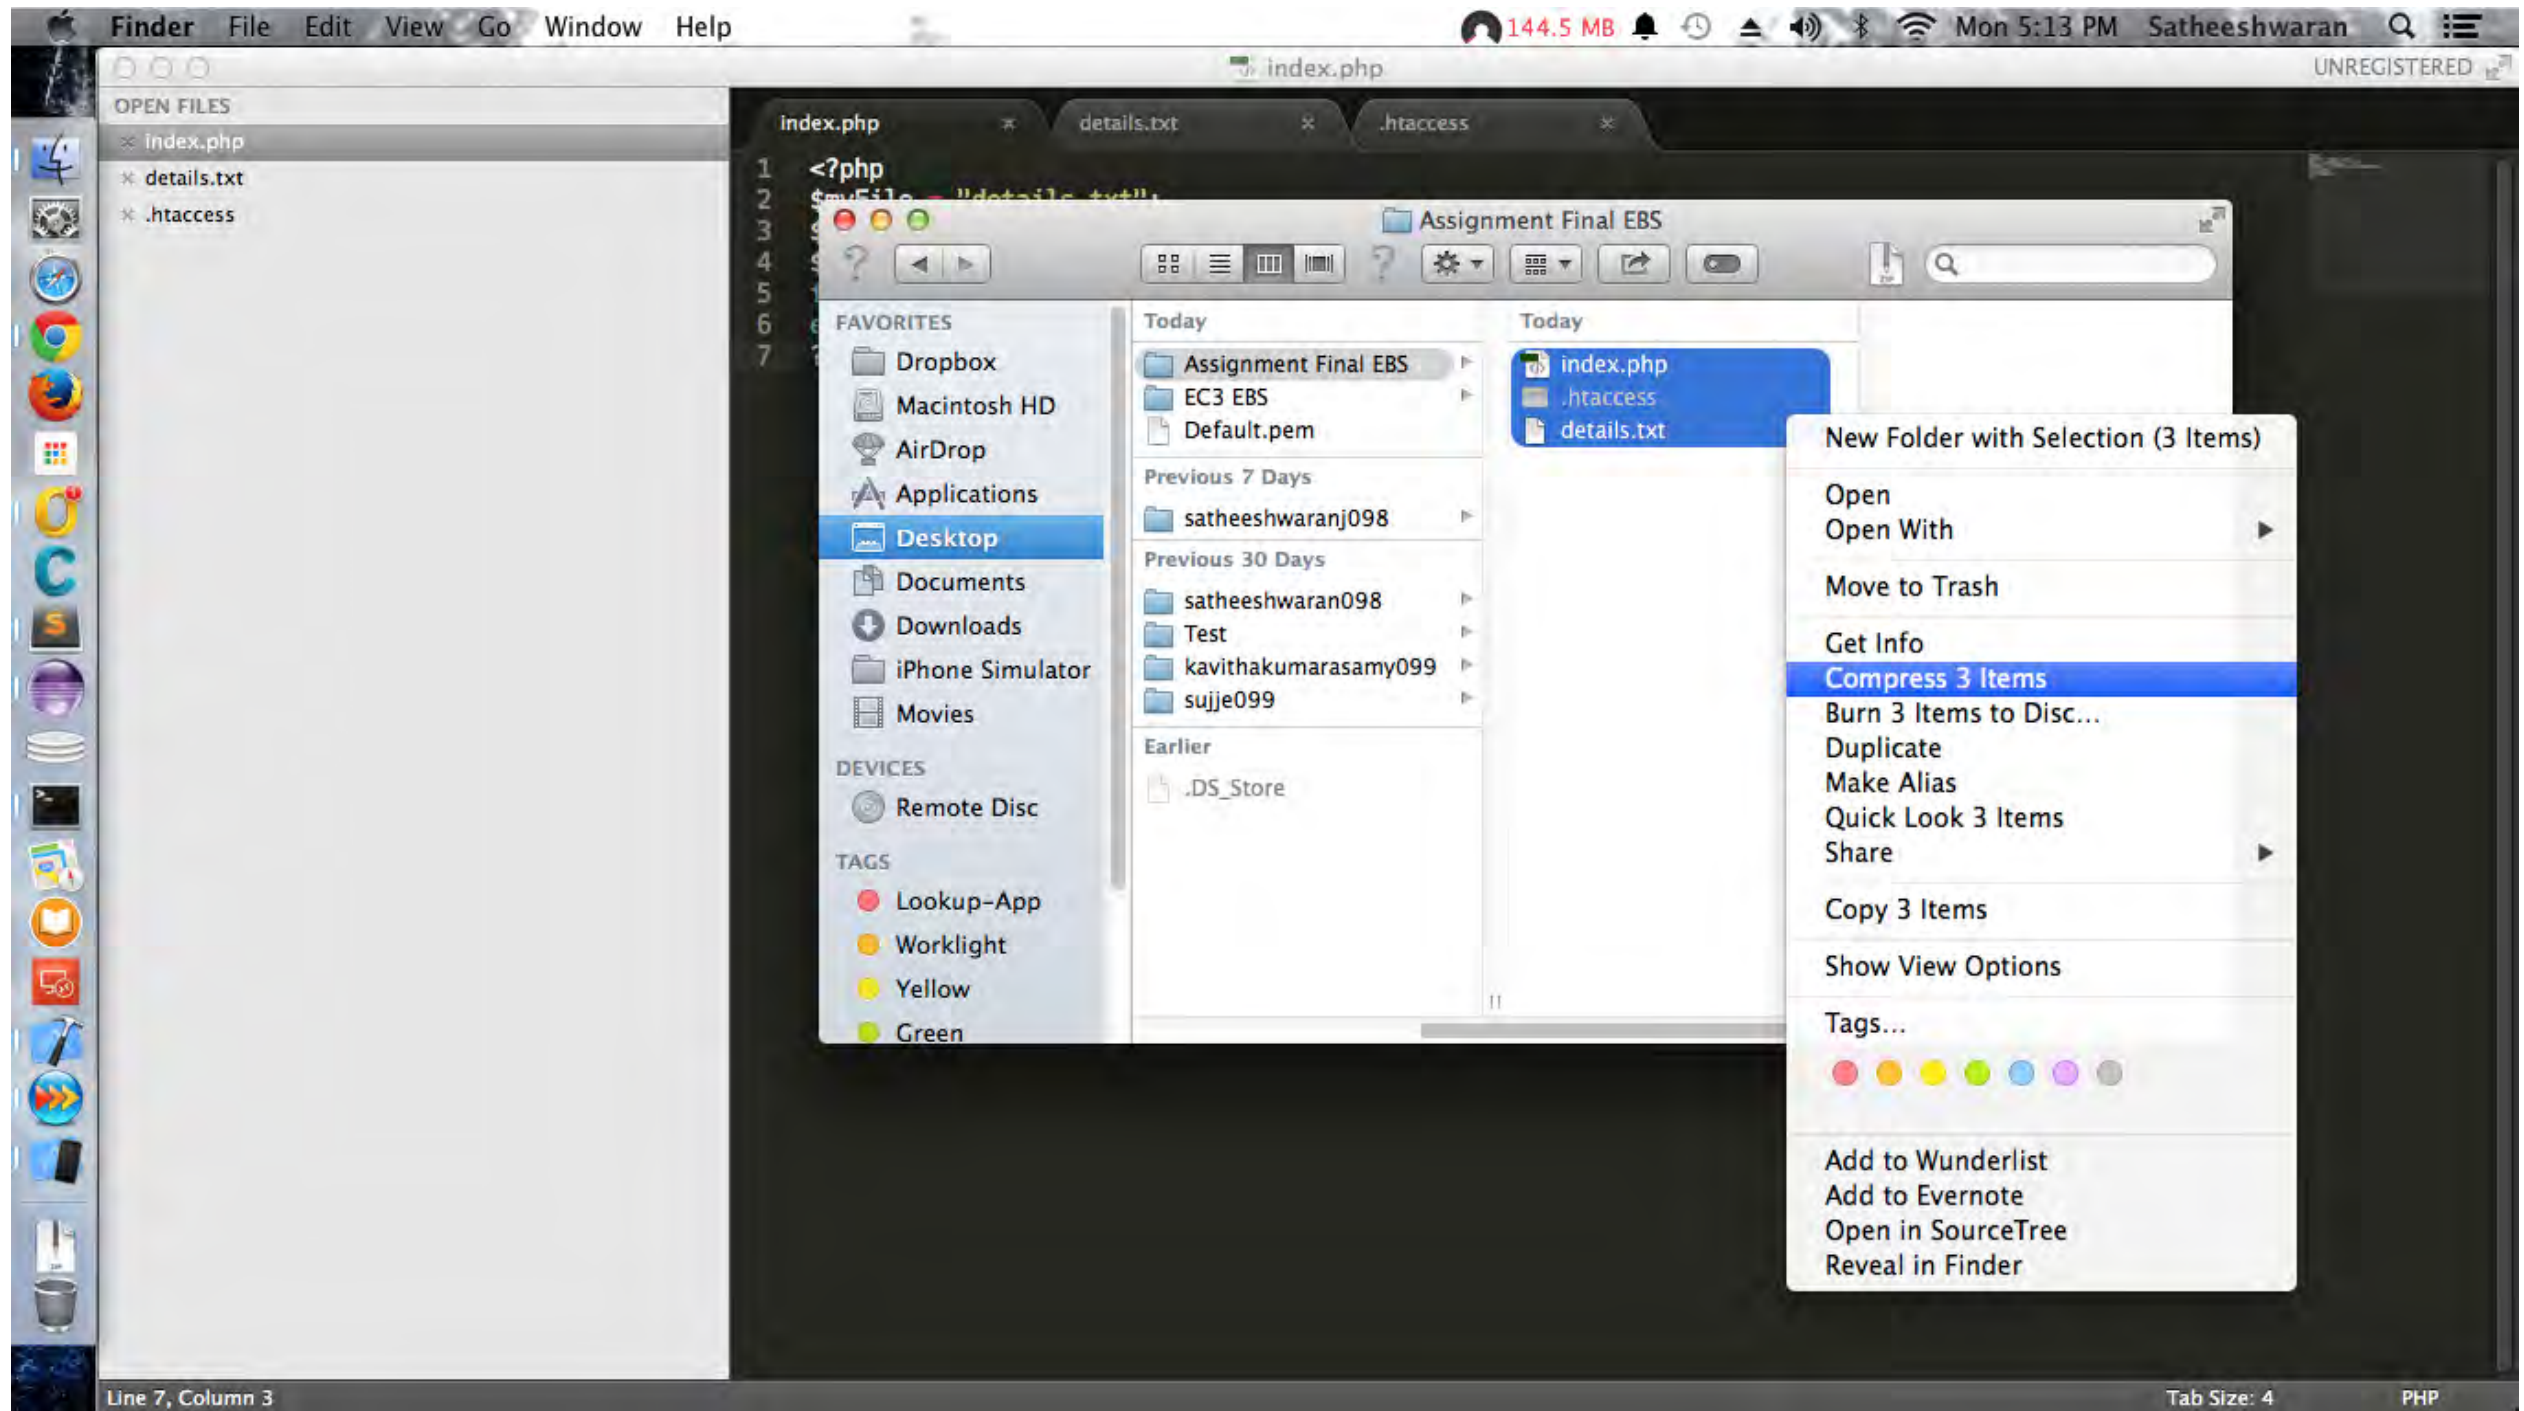 Finder File Edit View Go Window Help
144.5 MB Mon 5:13 PM Satheeshwaran
index.php
UNREGISTERED
OPEN FILES
index.php
details.txt
.htaccess
index.php details.txt .htaccess
1 <?php
2 $myFile = "details.txt";
3 $
4 $
5
6 e
7 ?
Assignment Final EBS
FAVORITES
Dropbox
Macintosh HD
AirDrop
Applications
Desktop
Documents
Downloads
iPhone Simulator
Movies
DEVICES
Remote Disc
TAGS
Lookup-App
Worklight
Yellow
Green
Today
Assignment Final EBS
EC3 EBS
Default.pem
Previous 7 Days
satheeshwaranj098
Previous 30 Days
satheeshwaran098
Test
kavithakumarasamy099
sujje099
Earlier
.DS_Store
Today
index.php
.htaccess
details.txt
New Folder with Selection (3 Items)
Open
Open With
Move to Trash
Get Info
Compress 3 Items
Burn 3 Items to Disc...
Duplicate
Make Alias
Quick Look 3 Items
Share
Copy 3 Items
Show View Options
Tags...
Add to Wunderlist
Add to Evernote
Open in SourceTree
Reveal in Finder
Line 7, Column 3
Tab Size: 4 PHP